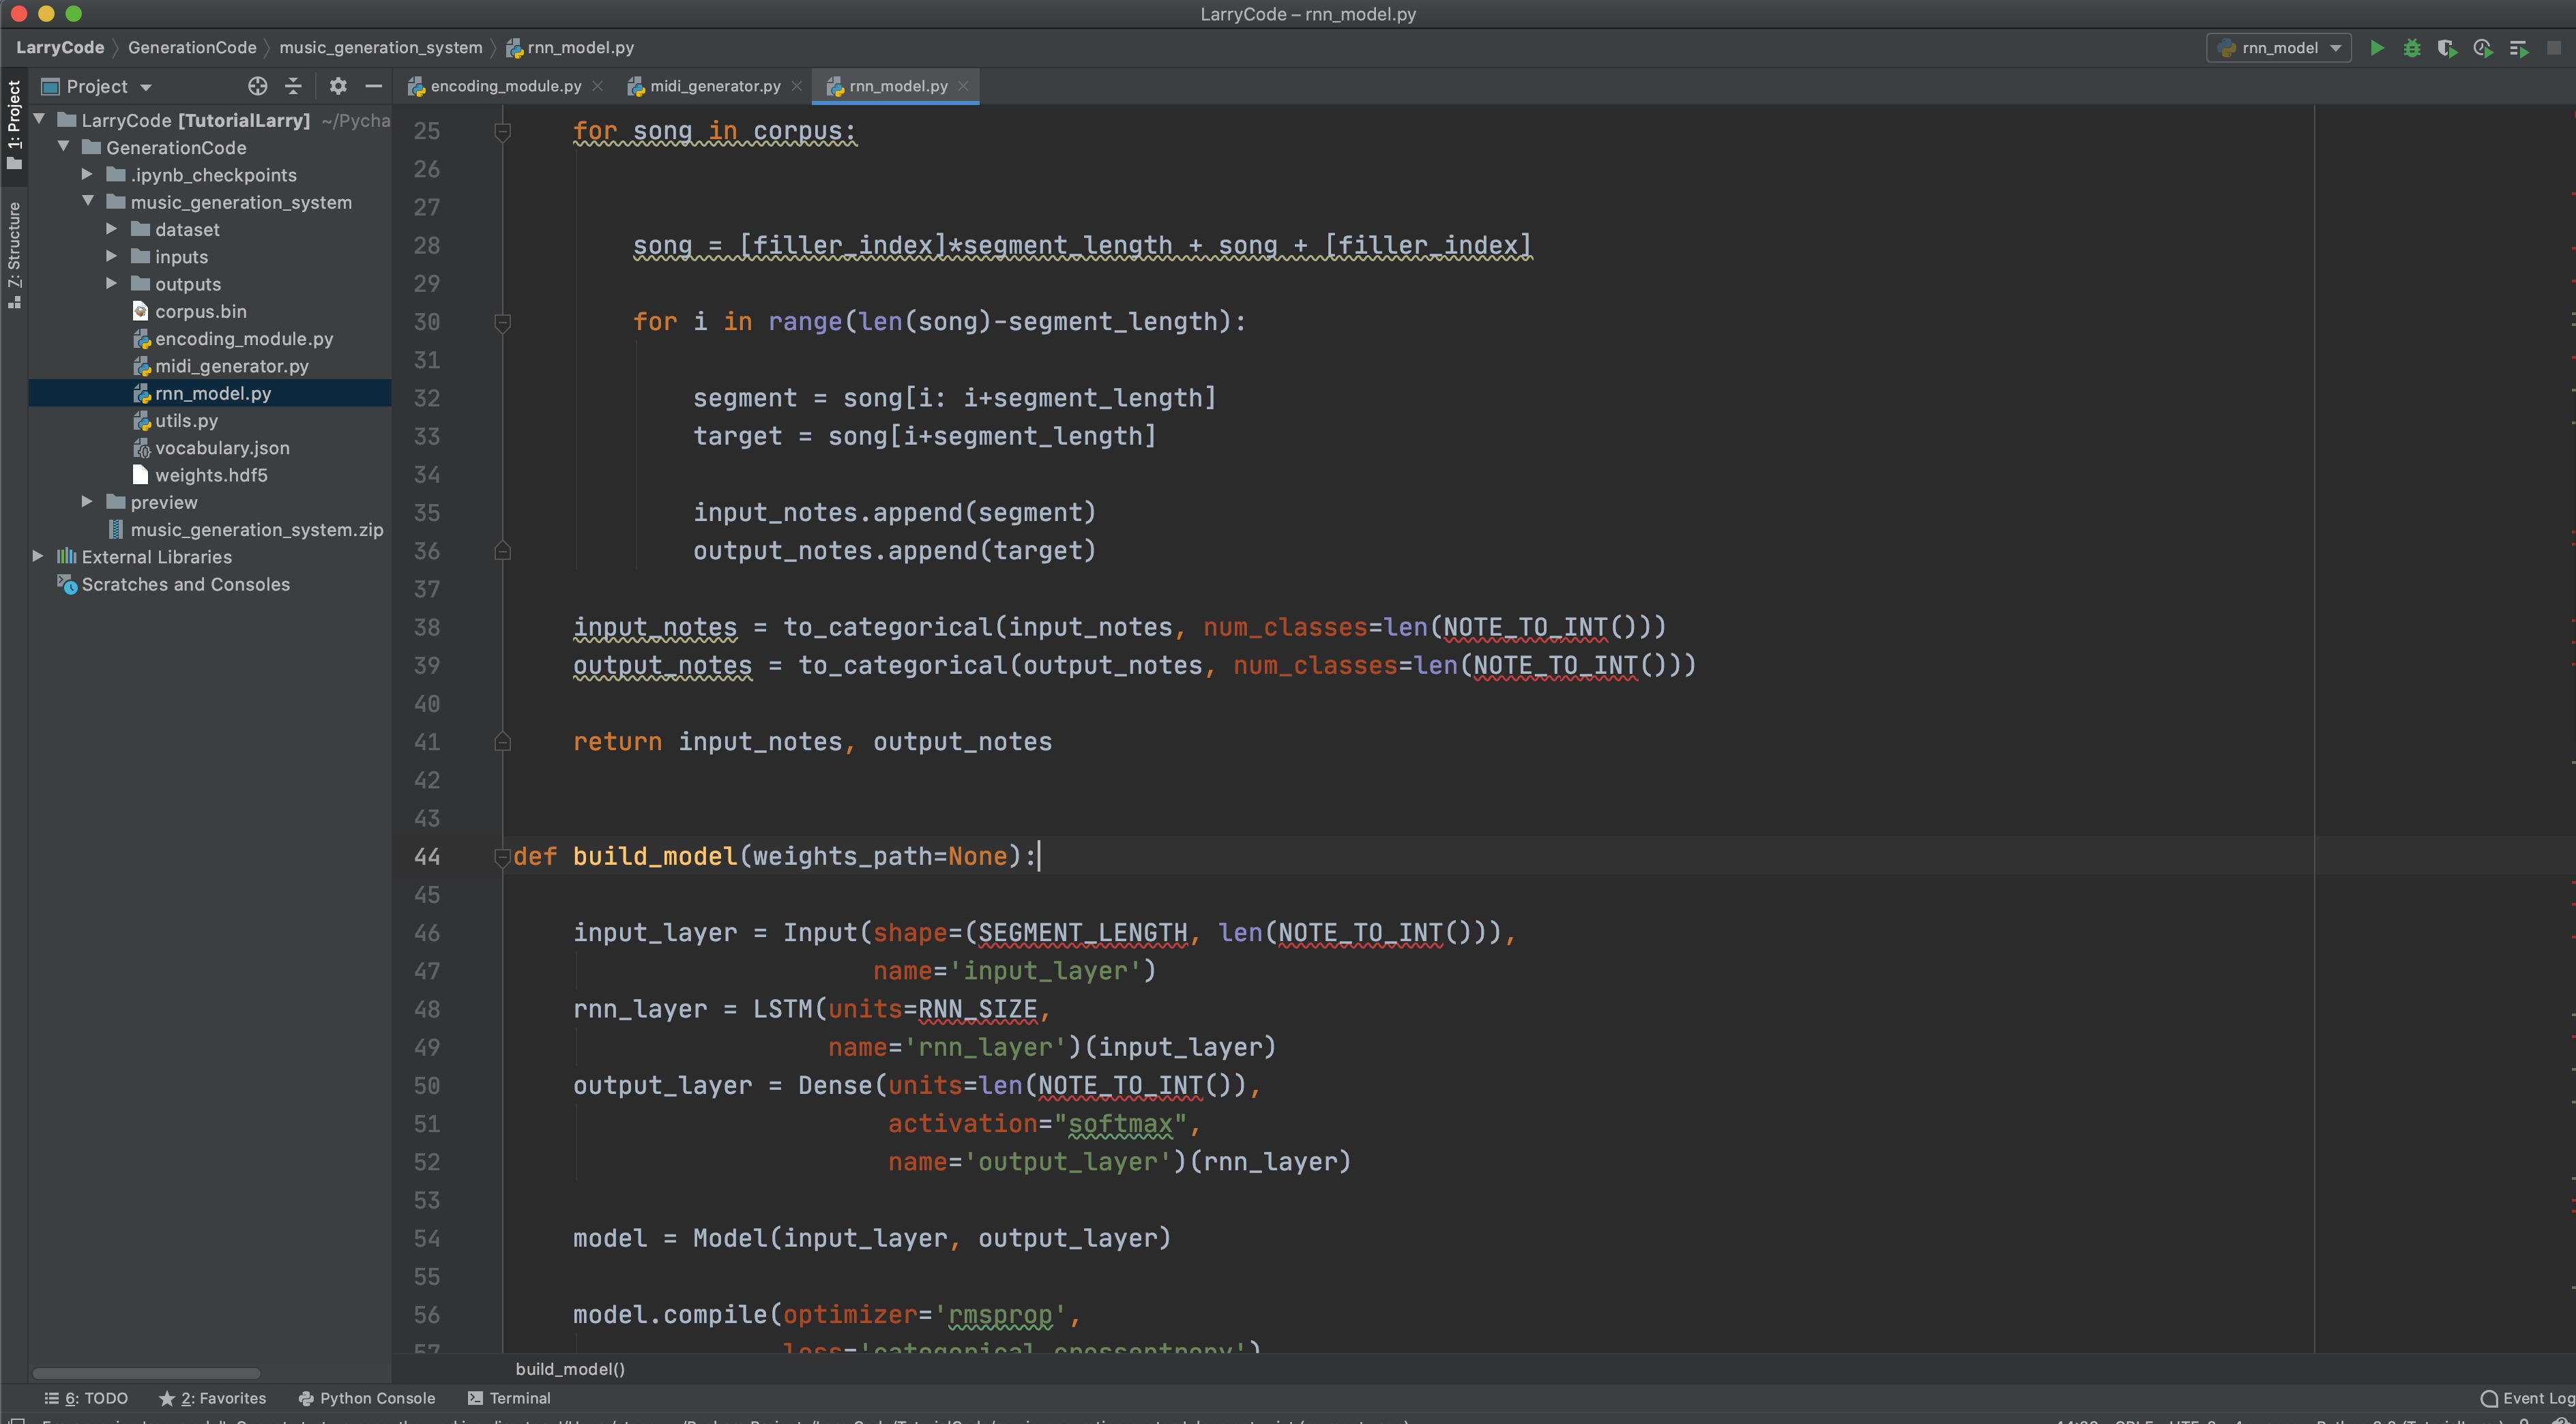 LarryCode – rnn_model.py
LarryCode GenerationCode music_generation_system rnn_model.py
rnn_model
Project
encoding_module.py midi_generator.py rnn_model.py
1: Project
Z: Structure
LarryCode [TutorialLarry] ~/Pycha
GenerationCode
.ipynb_checkpoints
music_generation_system
dataset
inputs
outputs
corpus.bin
encoding_module.py
midi_generator.py
rnn_model.py
utils.py
vocabulary.json
weights.hdf5
preview
music_generation_system.zip
External Libraries
Scratches and Consoles
25 for song in corpus:
26
27
28 song = [filler_index]*segment_length + song + [filler_index]
29
30 for i in range(len(song)-segment_length):
31
32 segment = song[i: i+segment_length]
33 target = song[i+segment_length]
34
35 input_notes.append(segment)
36 output_notes.append(target)
37
38 input_notes = to_categorical(input_notes, num_classes=len(NOTE_TO_INT()))
39 output_notes = to_categorical(output_notes, num_classes=len(NOTE_TO_INT()))
40
41 return input_notes, output_notes
42
43
44 def build_model(weights_path=None):
45
46 input_layer = Input(shape=(SEGMENT_LENGTH, len(NOTE_TO_INT())),
47 name='input_layer')
48 rnn_layer = LSTM(units=RNN_SIZE,
49 name='rnn_layer')(input_layer)
50 output_layer = Dense(units=len(NOTE_TO_INT()),
51 activation="softmax",
52 name='output_layer')(rnn_layer)
53
54 model = Model(input_layer, output_layer)
55
56 model.compile(optimizer='rmsprop',
57 loss='categorical_crossentropy')
build_model()
6: TODO 2: Favorites Python Console Terminal
Event Log